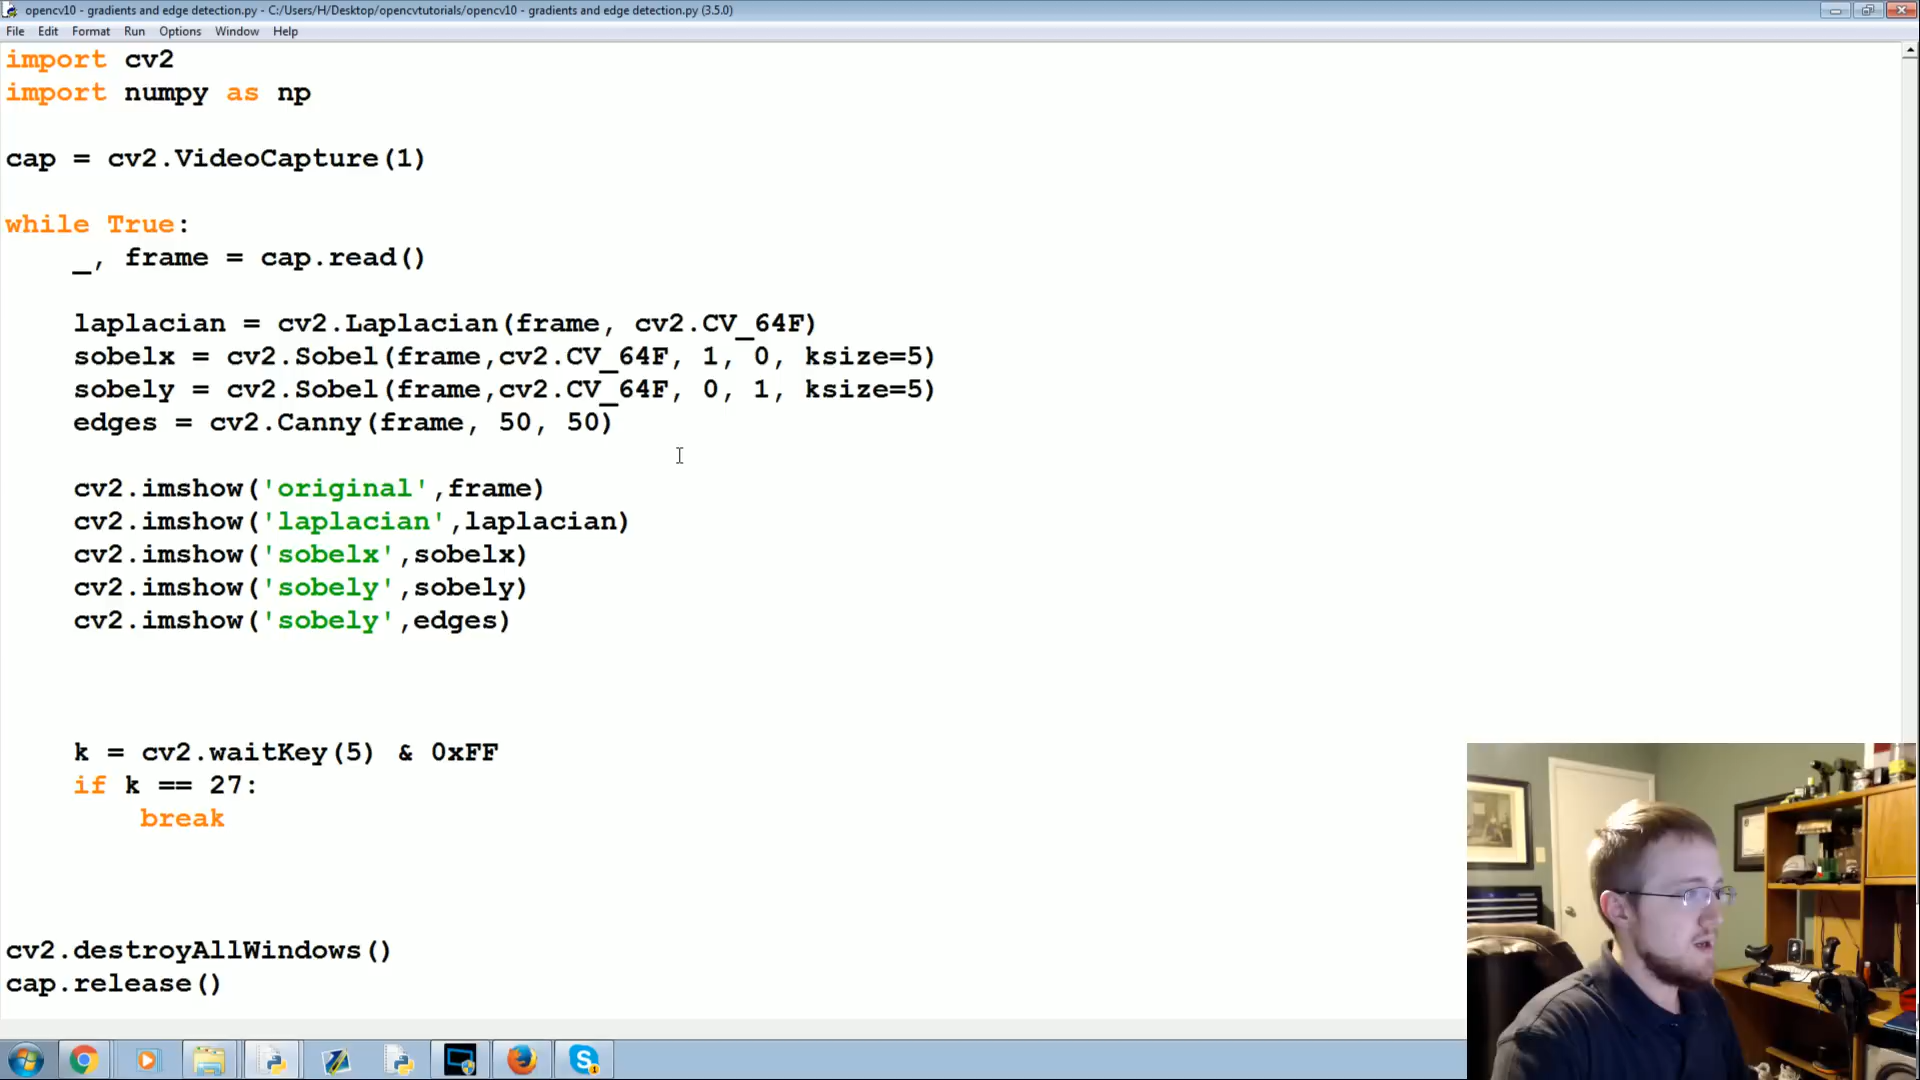 opencv10 - gradients and edge detection.py - C:/Users/H/Desktop/opencvtutorials/opencv10 - gradients and edge detection.py (3.5.0)
File Edit Format Run Options Window Help
import cv2
import numpy as np
cap = cv2.VideoCapture(1)
while True:
    _, frame = cap.read()
    laplacian = cv2.Laplacian(frame, cv2.CV_64F)
    sobelx = cv2.Sobel(frame,cv2.CV_64F, 1, 0, ksize=5)
    sobely = cv2.Sobel(frame,cv2.CV_64F, 0, 1, ksize=5)
    edges = cv2.Canny(frame, 50, 50)
    cv2.imshow('original',frame)
    cv2.imshow('laplacian',laplacian)
    cv2.imshow('sobelx',sobelx)
    cv2.imshow('sobely',sobely)
    cv2.imshow('sobely',edges)
    k = cv2.waitKey(5) & 0xFF
    if k == 27:
        break
cv2.destroyAllWindows()
cap.release()